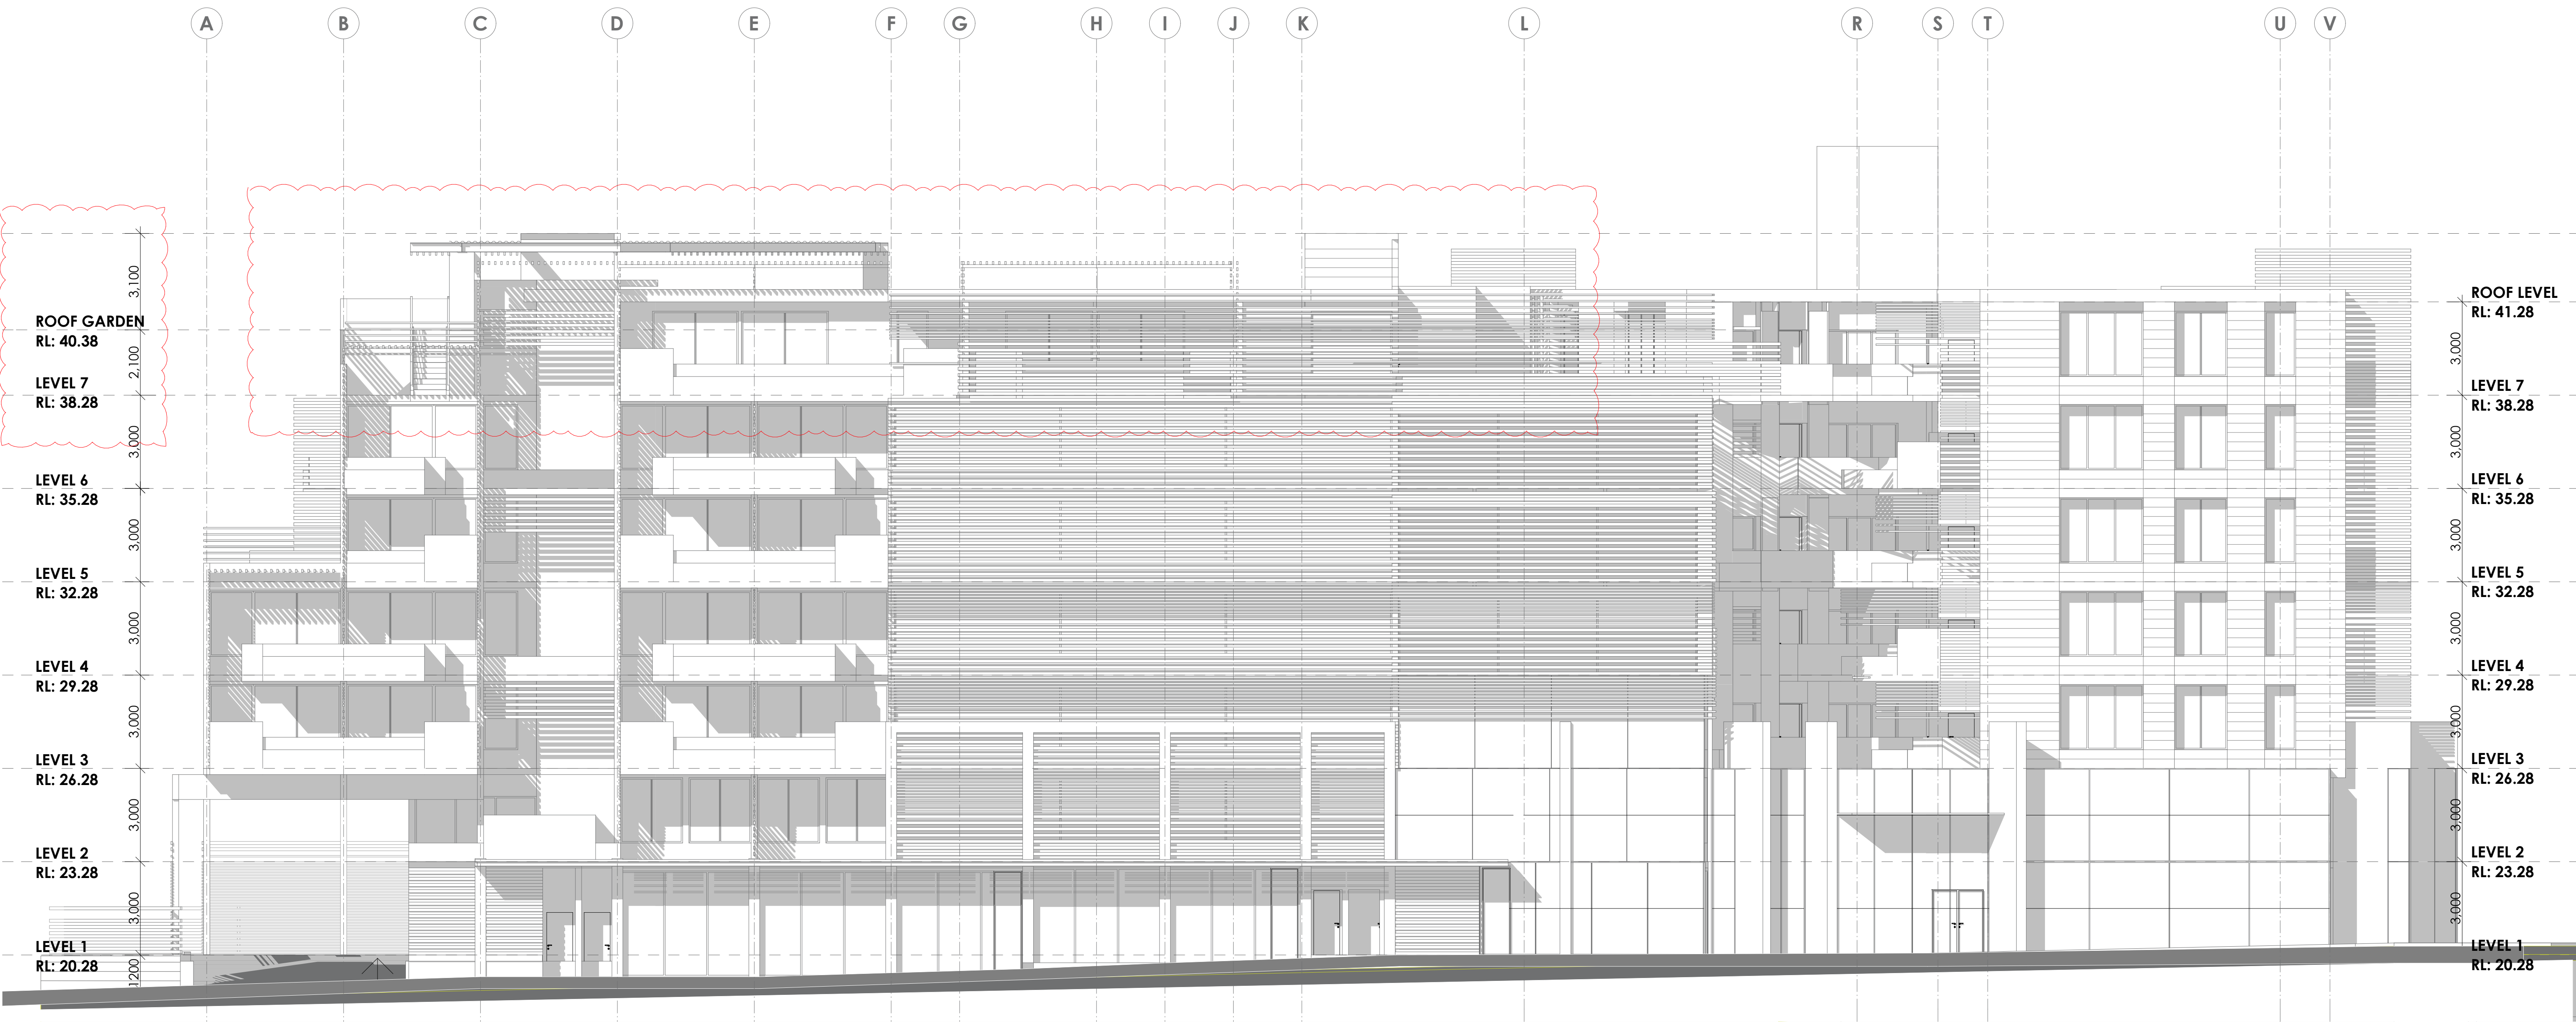 A B C D E F G H I J K L R S T U V
3,100
ROOF GARDEN
RL: 40.38
2,100
LEVEL 7
RL: 38.28
3,000
LEVEL 6
RL: 35.28
3,000
LEVEL 5
RL: 32.28
3,000
LEVEL 4
RL: 29.28
3,000
LEVEL 3
RL: 26.28
3,000
LEVEL 2
RL: 23.28
3,000
LEVEL 1
RL: 20.28
1,200
ROOF LEVEL
RL: 41.28
3,000
LEVEL 7
RL: 38.28
3,000
LEVEL 6
RL: 35.28
3,000
LEVEL 5
RL: 32.28
3,000
LEVEL 4
RL: 29.28
3,000
LEVEL 3
RL: 26.28
3,000
LEVEL 2
RL: 23.28
3,000
LEVEL 1
RL: 20.28